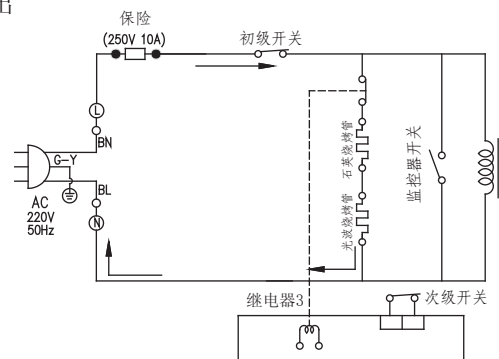 出
保险
(250V 10A)
初级开关
L
BN
G-Y
石英烧烤管
监控器开关
BL
AC
220V
50Hz
N
光波烧烤管
继电器3
次级开关